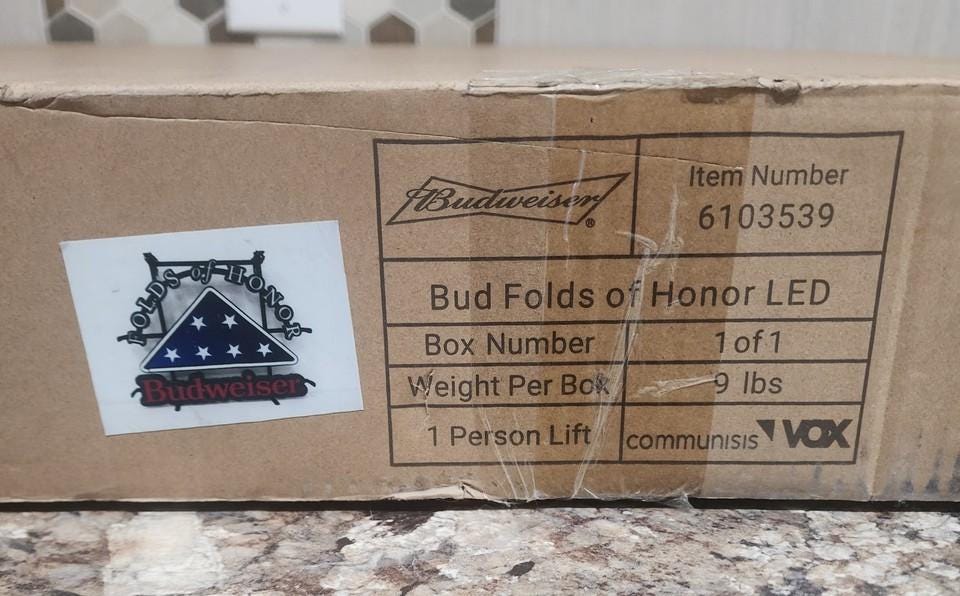 FOLDS of HONOR
Budweiser
Budweiser®
Item Number
6103539
Bud Folds of Honor LED
Box Number 1 of 1
Weight Per Box 9 lbs
1 Person Lift communisis VOX